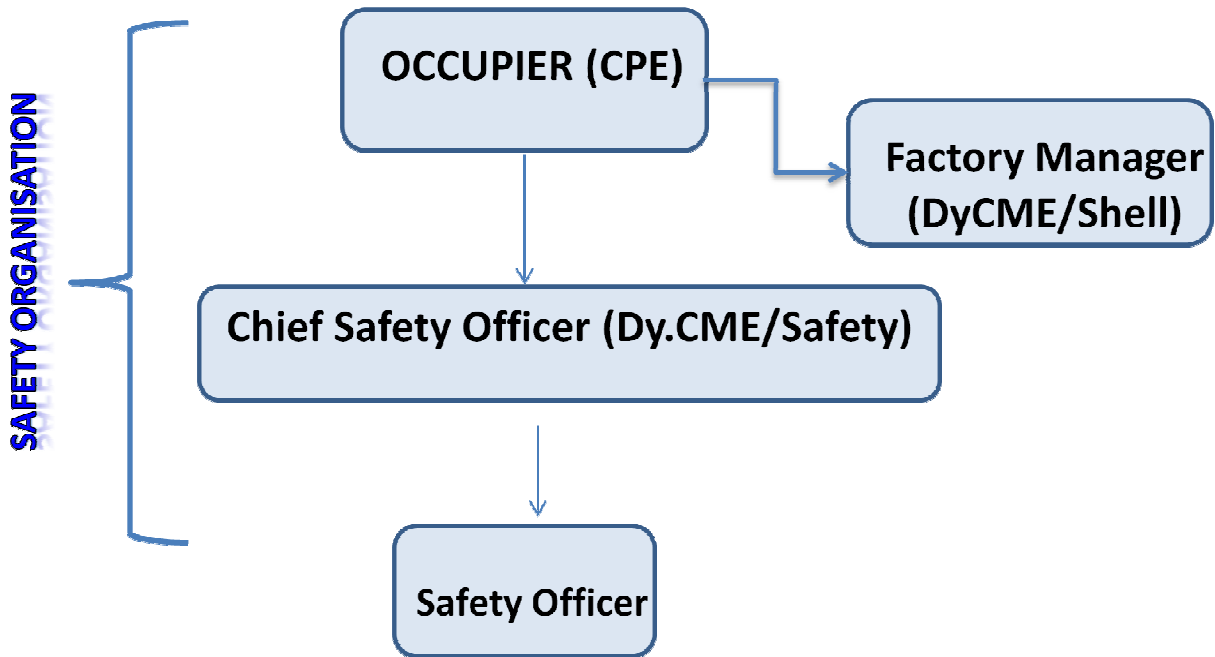 SAFETY ORGANISATION
OCCUPIER (CPE)
Factory Manager
(DyCME/Shell)
Chief Safety Officer (Dy.CME/Safety)
Safety Officer